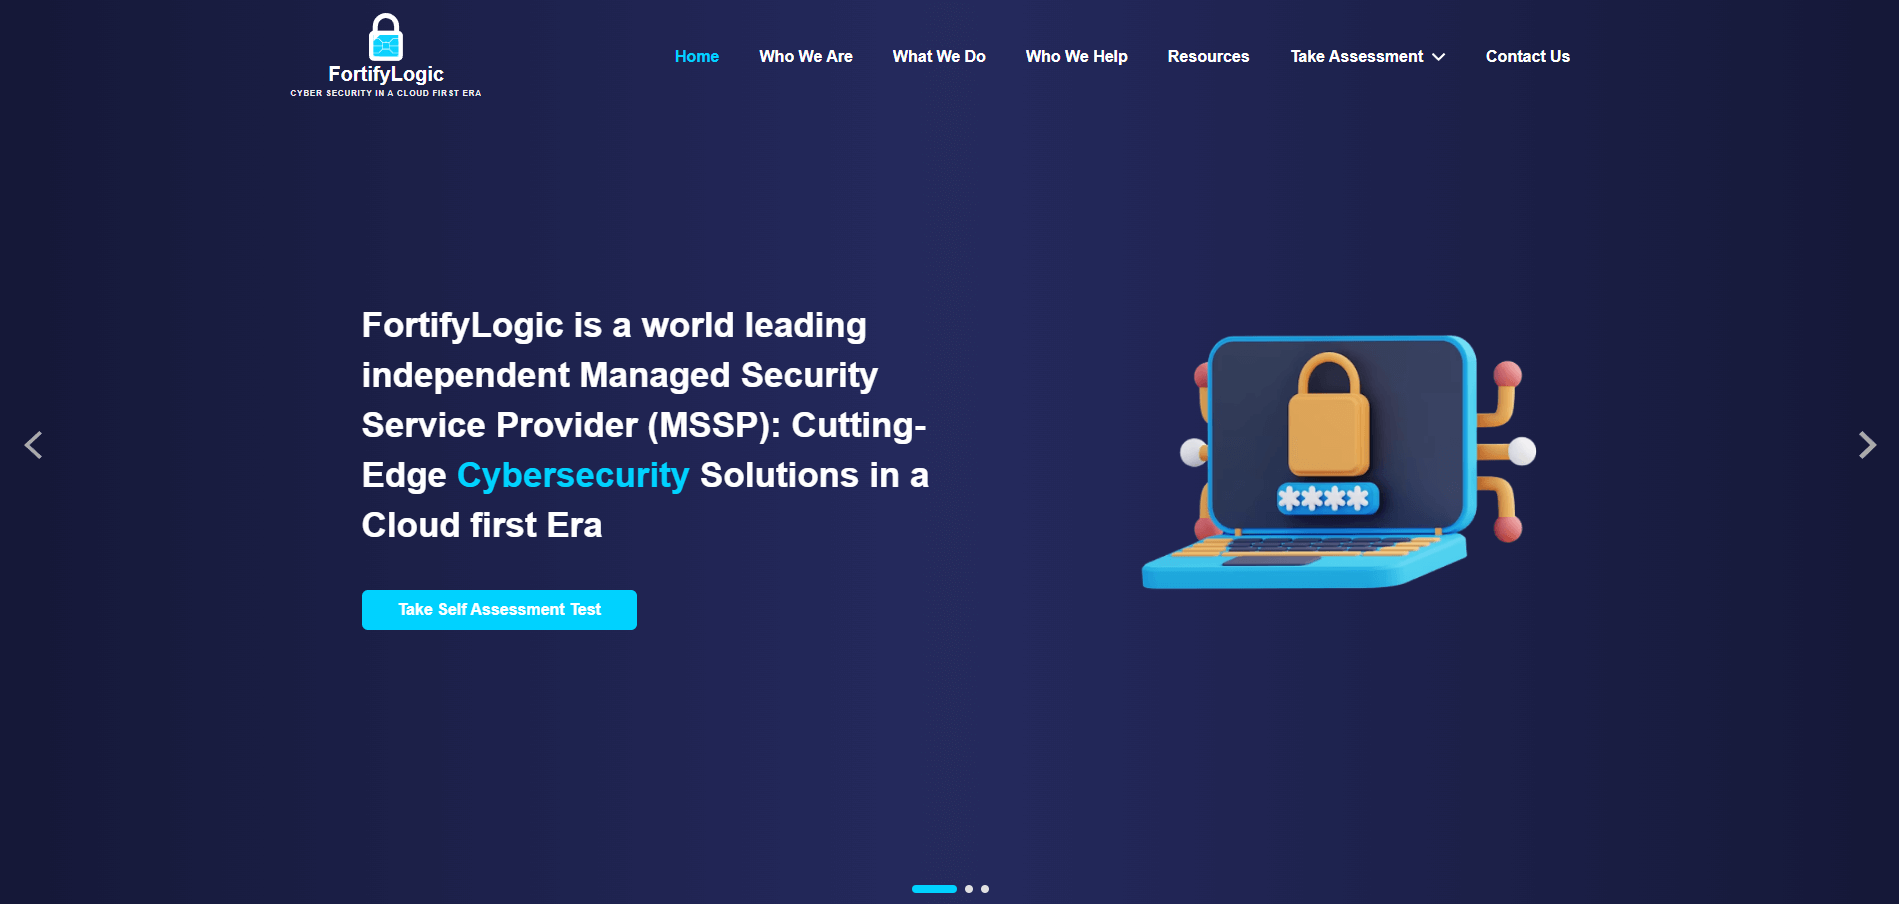 FortifyLogic
CYBER SECURITY IN A CLOUD FIRST ERA
Home
Who We Are
What We Do
Who We Help
Resources
Take Assessment
Contact Us
FortifyLogic is a world leading
independent Managed Security
Service Provider (MSSP): Cutting-
Edge Cybersecurity Solutions in a
Cloud first Era
****
Take Self Assessment Test